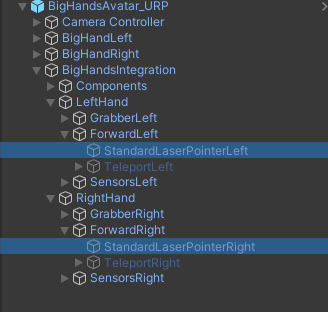 BigHandsAvatar_URP
Camera Controller
BigHandLeft
BigHandRight
BigHandsIntegration
Components
LeftHand
GrabberLeft
ForwardLeft
StandardLaserPointerLeft
TeleportLeft
SensorsLeft
RightHand
GrabberRight
ForwardRight
StandardLaserPointerRight
TeleportRight
SensorsRight